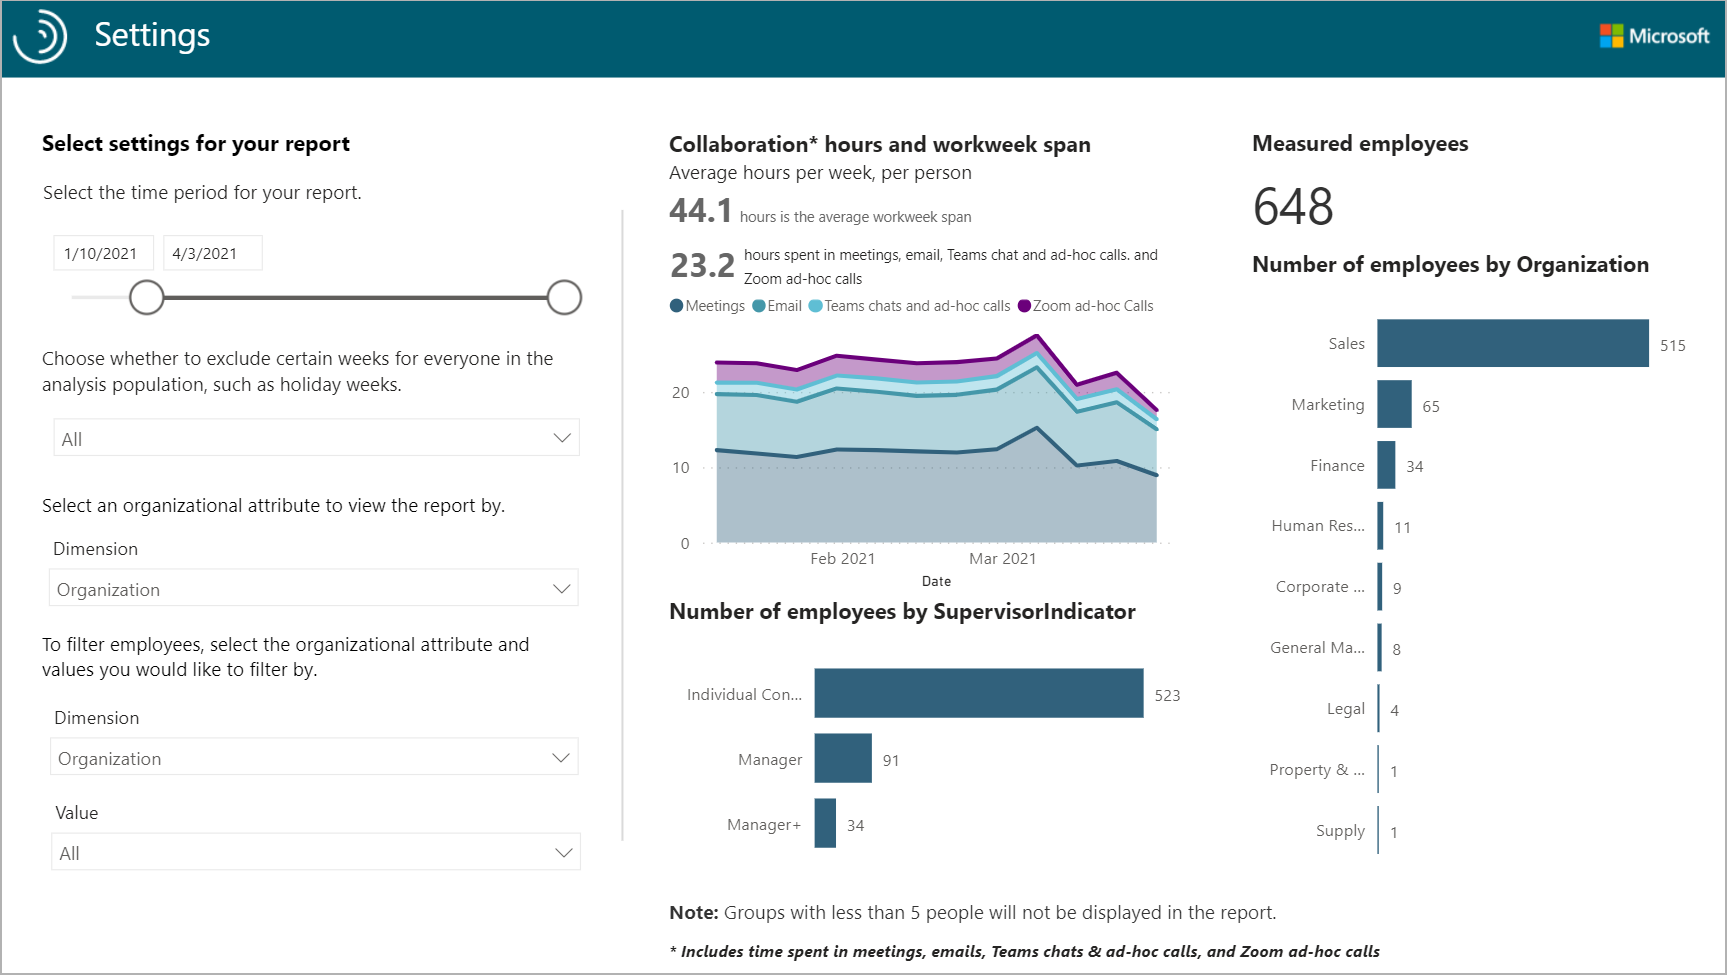 Settings
Microsoft
Select settings for your report
Select the time period for your report.
1/10/2021 4/3/2021
Choose whether to exclude certain weeks for everyone in the
analysis population, such as holiday weeks.
All
Select an organizational attribute to view the report by.
Dimension
Organization
To filter employees, select the organizational attribute and
values you would like to filter by.
Dimension
Organization
Value
All
Collaboration* hours and workweek span
Average hours per week, per person
44.1 hours is the average workweek span
23.2 hours spent in meetings, email, Teams chat and ad-hoc calls. and
Zoom ad-hoc calls
Meetings Email Teams chats and ad-hoc calls Zoom ad-hoc Calls
20
10
0
Feb 2021 Mar 2021
Date
Number of employees by SupervisorIndicator
Individual Con... 523
Manager 91
Manager+ 34
Measured employees
648
Number of employees by Organization
Sales 515
Marketing 65
Finance 34
Human Res... 11
Corporate ... 9
General Ma... 8
Legal 4
Property & ... 1
Supply 1
Note: Groups with less than 5 people will not be displayed in the report.
* Includes time spent in meetings, emails, Teams chats & ad-hoc calls, and Zoom ad-hoc calls